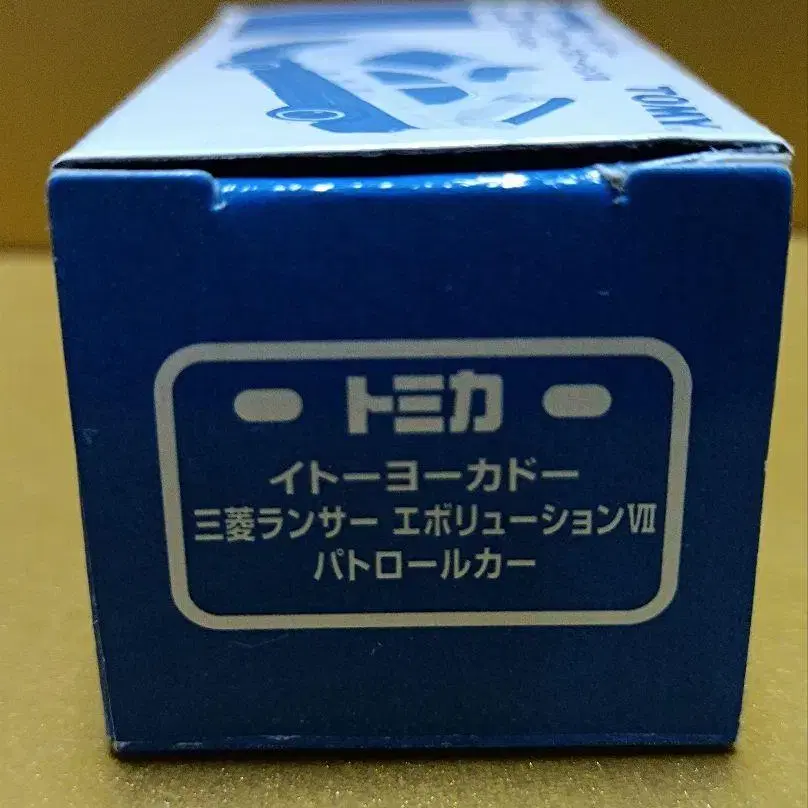 TOMY
トミカ
イトーヨーカドー
三菱ランサー エボリューションⅦ
パトロールカー